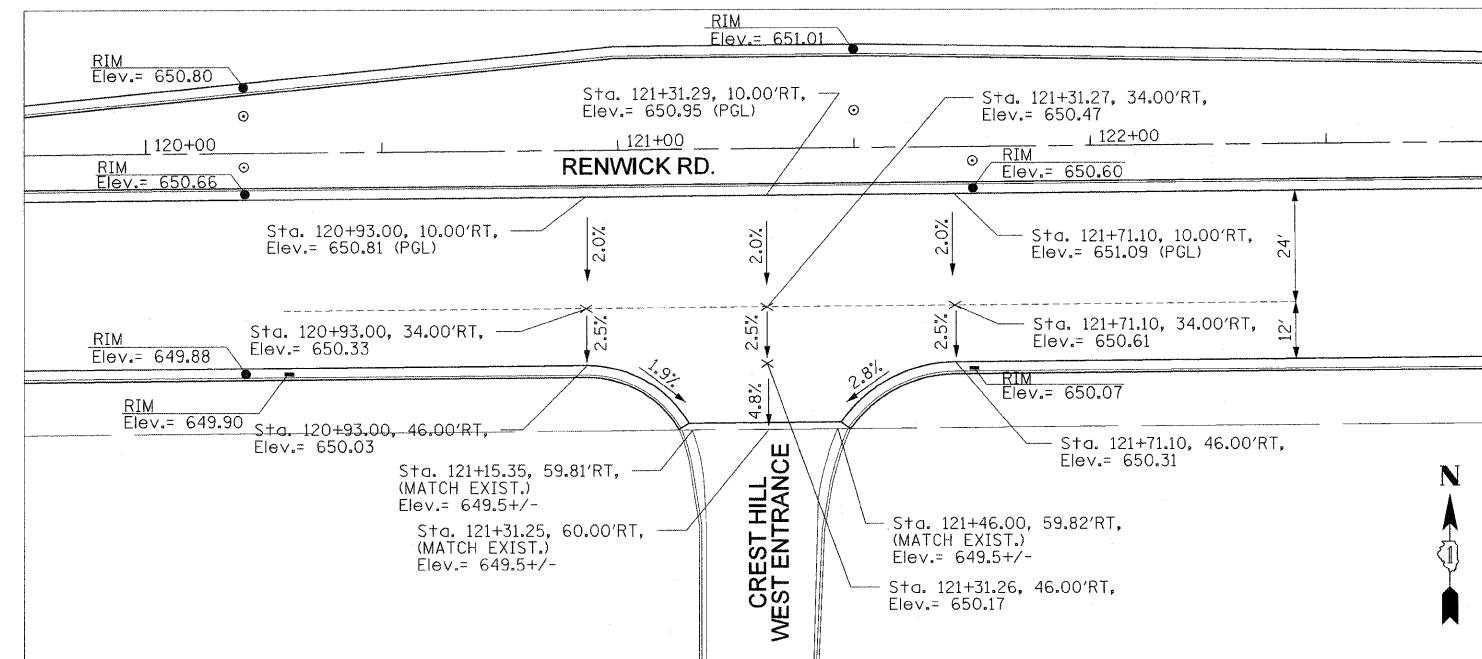 RIM
Elev.= 651.01
RIM
Elev.= 650.80
Sta. 121+31.29, 10.00'RT,
Elev.= 650.95 (PGL)
Sta. 121+31.27, 34.00'RT,
Elev.= 650.47
120+00
121+00
122+00
RENWICK RD.
RIM
Elev.= 650.66
RIM
Elev.= 650.60
Sta. 120+93.00, 10.00'RT,
Elev.= 650.81 (PGL)
2.0%
2.0%
2.0%
Sta. 121+71.10, 10.00'RT,
Elev.= 651.09 (PGL)
24'
Sta. 120+93.00, 34.00'RT,
Elev.= 650.33
2.5%
2.5%
2.5%
Sta. 121+71.10, 34.00'RT,
Elev.= 650.61
12'
RIM
Elev.= 649.88
1.9%
2.8%
4.8%
RIM
Elev.= 650.07
RIM
Elev.= 649.90
Sta. 120+93.00, 46.00'RT,
Elev.= 650.03
Sta. 121+71.10, 46.00'RT,
Elev.= 650.31
Sta. 121+15.35, 59.81'RT,
(MATCH EXIST.)
Elev.= 649.5+/-
Sta. 121+31.25, 60.00'RT,
(MATCH EXIST.)
Elev.= 649.5+/-
CREST HILL
WEST ENTRANCE
Sta. 121+46.00, 59.82'RT,
(MATCH EXIST.)
Elev.= 649.5+/-
Sta. 121+31.26, 46.00'RT,
Elev.= 650.17
N